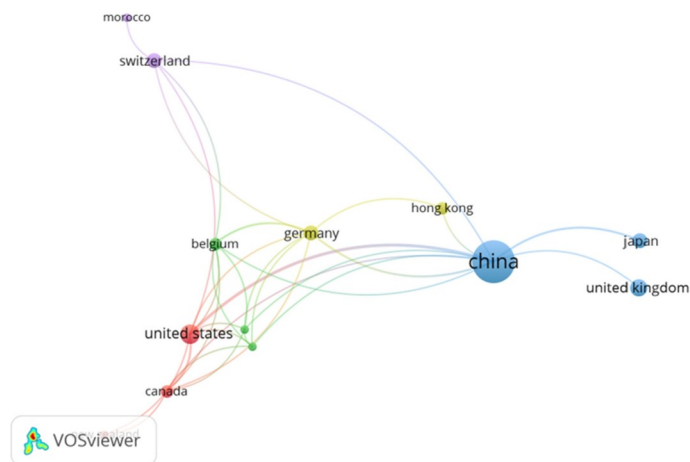 morocco
switzerland
hong kong
germany
japan
belgium
china
united kingdom
united states
canada
VOSviewer